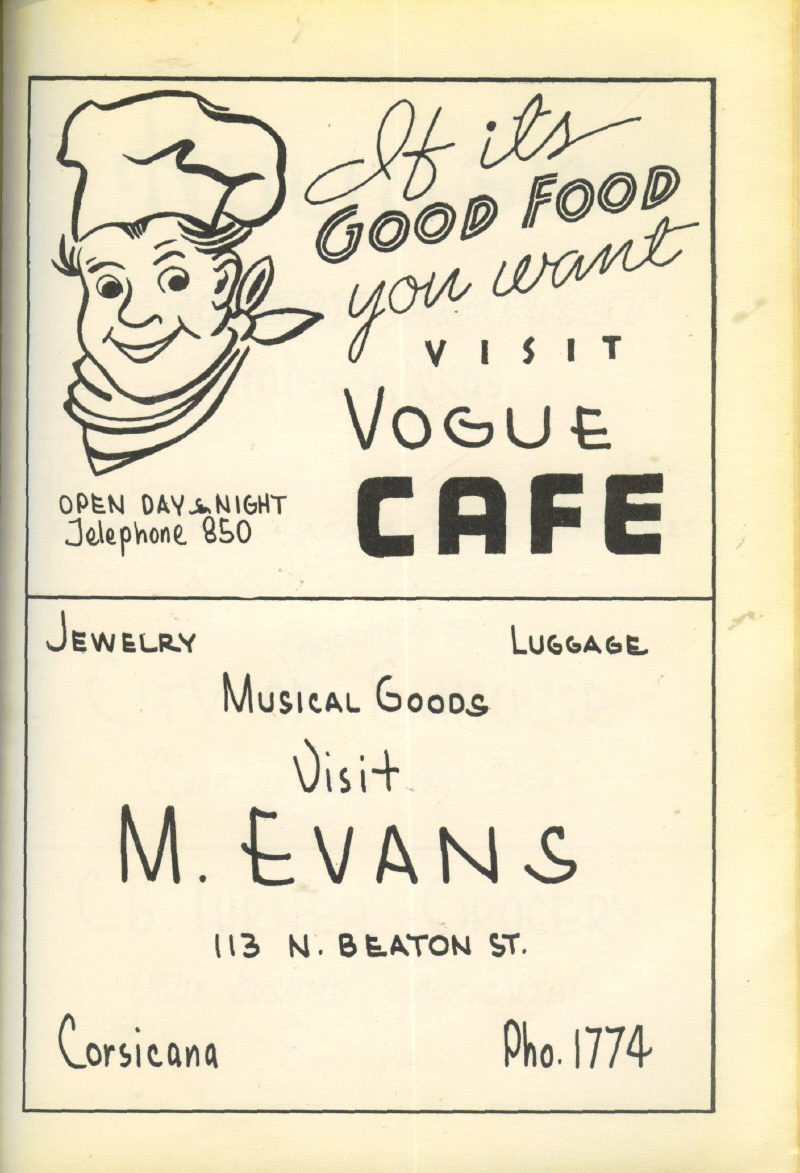 If its
GOOD FOOD
you want
VISIT
VOGUE
CAFE
OPEN DAY & NIGHT
Telephone 850
JEWELRY
LUGGAGE
MUSICAL GOODS
Visit
M. EVANS
113 N. BEATON ST.
Corsicana
Pho. 1774